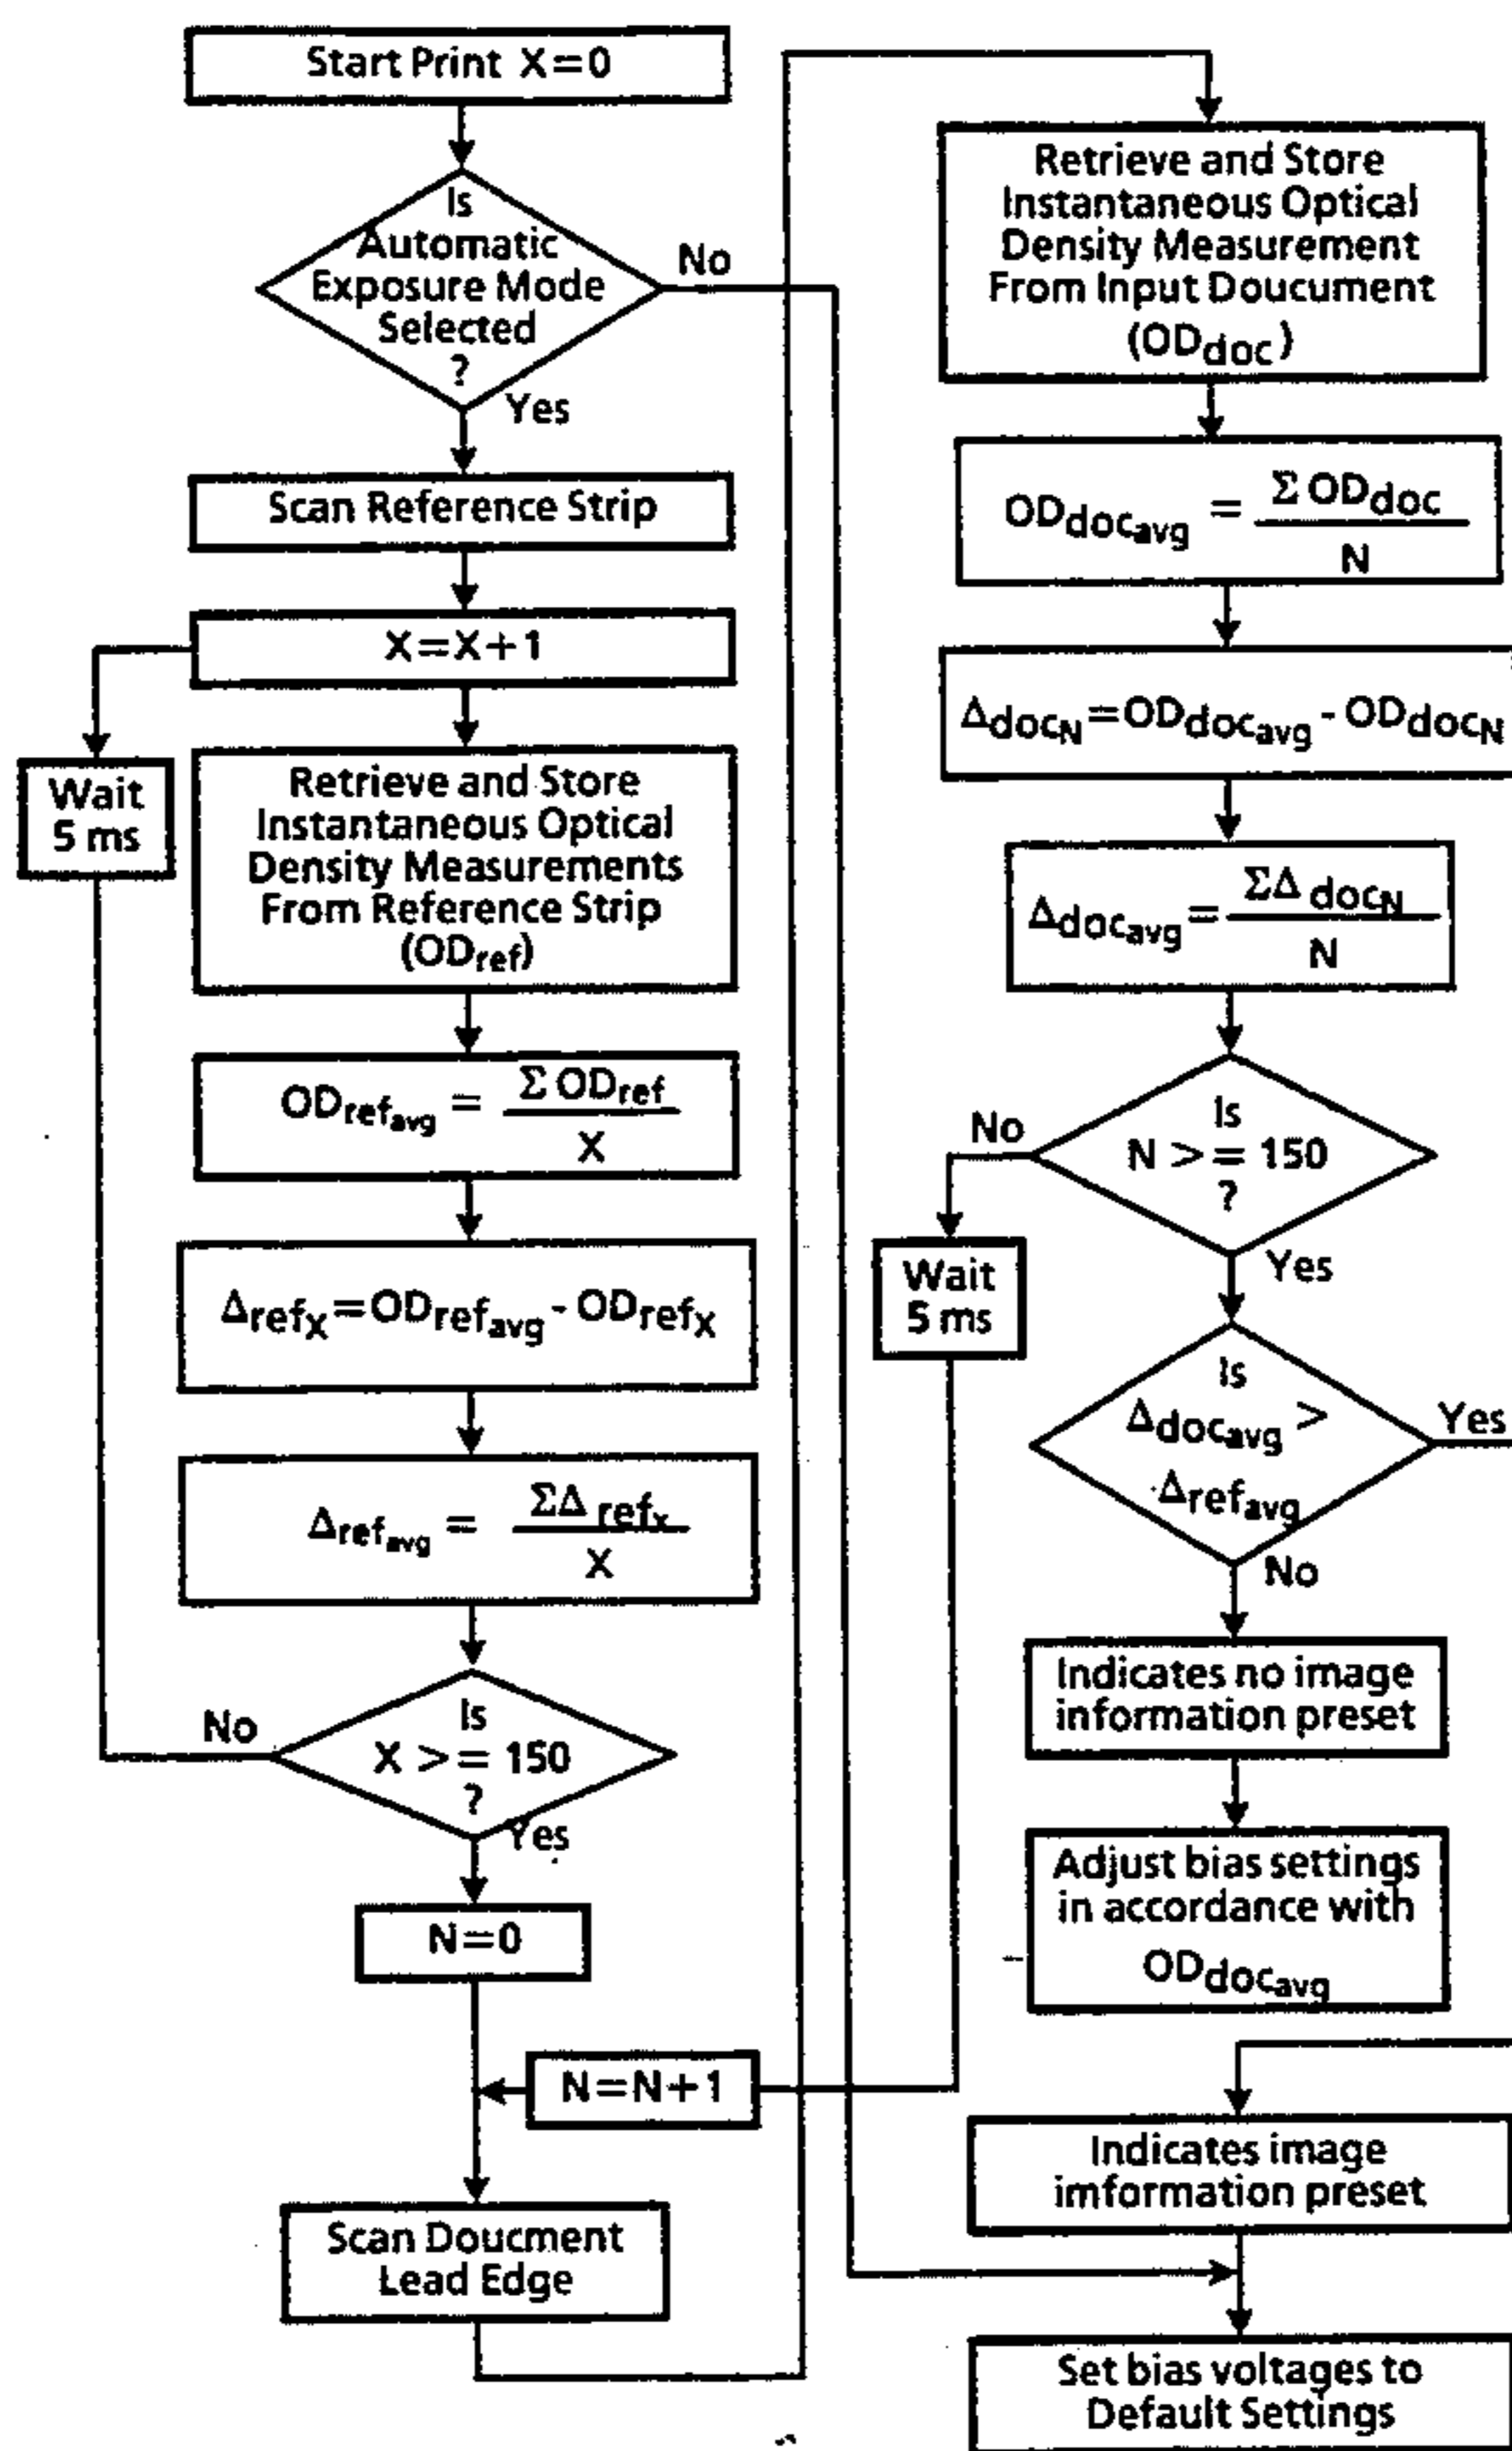 Start Print X=0
Is
Automatic
Exposure Mode
Selected
?
No
Yes
Scan Reference Strip
X=X+1
Wait
5 ms
Retrieve and Store
Instantaneous Optical
Density Measurements
From Reference Strip
(ODref)
ODrefavg = ΣODref
X
ΔrefX=ODrefavg - ODrefX
Δrefavg = ΣΔrefx
X
Is
X >= 150
?
No
Yes
N=0
N=N+1
Scan Doucment
Lead Edge
Retrieve and Store
Instantaneous Optical
Density Measurement
From Input Doucument
(ODdoc)
ODdocavg = ΣODdoc
N
ΔdocN=ODdocavg - ODdocN
Δdocavg = ΣΔdocN
N
Is
N >= 150
?
No
Yes
Wait
5 ms
Is
Δdocavg >
Δrefavg
Yes
No
Indicates no image
information preset
Adjust bias settings
in accordance with
ODdocavg
Indicates image
imformation preset
Set bias voltages to
Default Settings